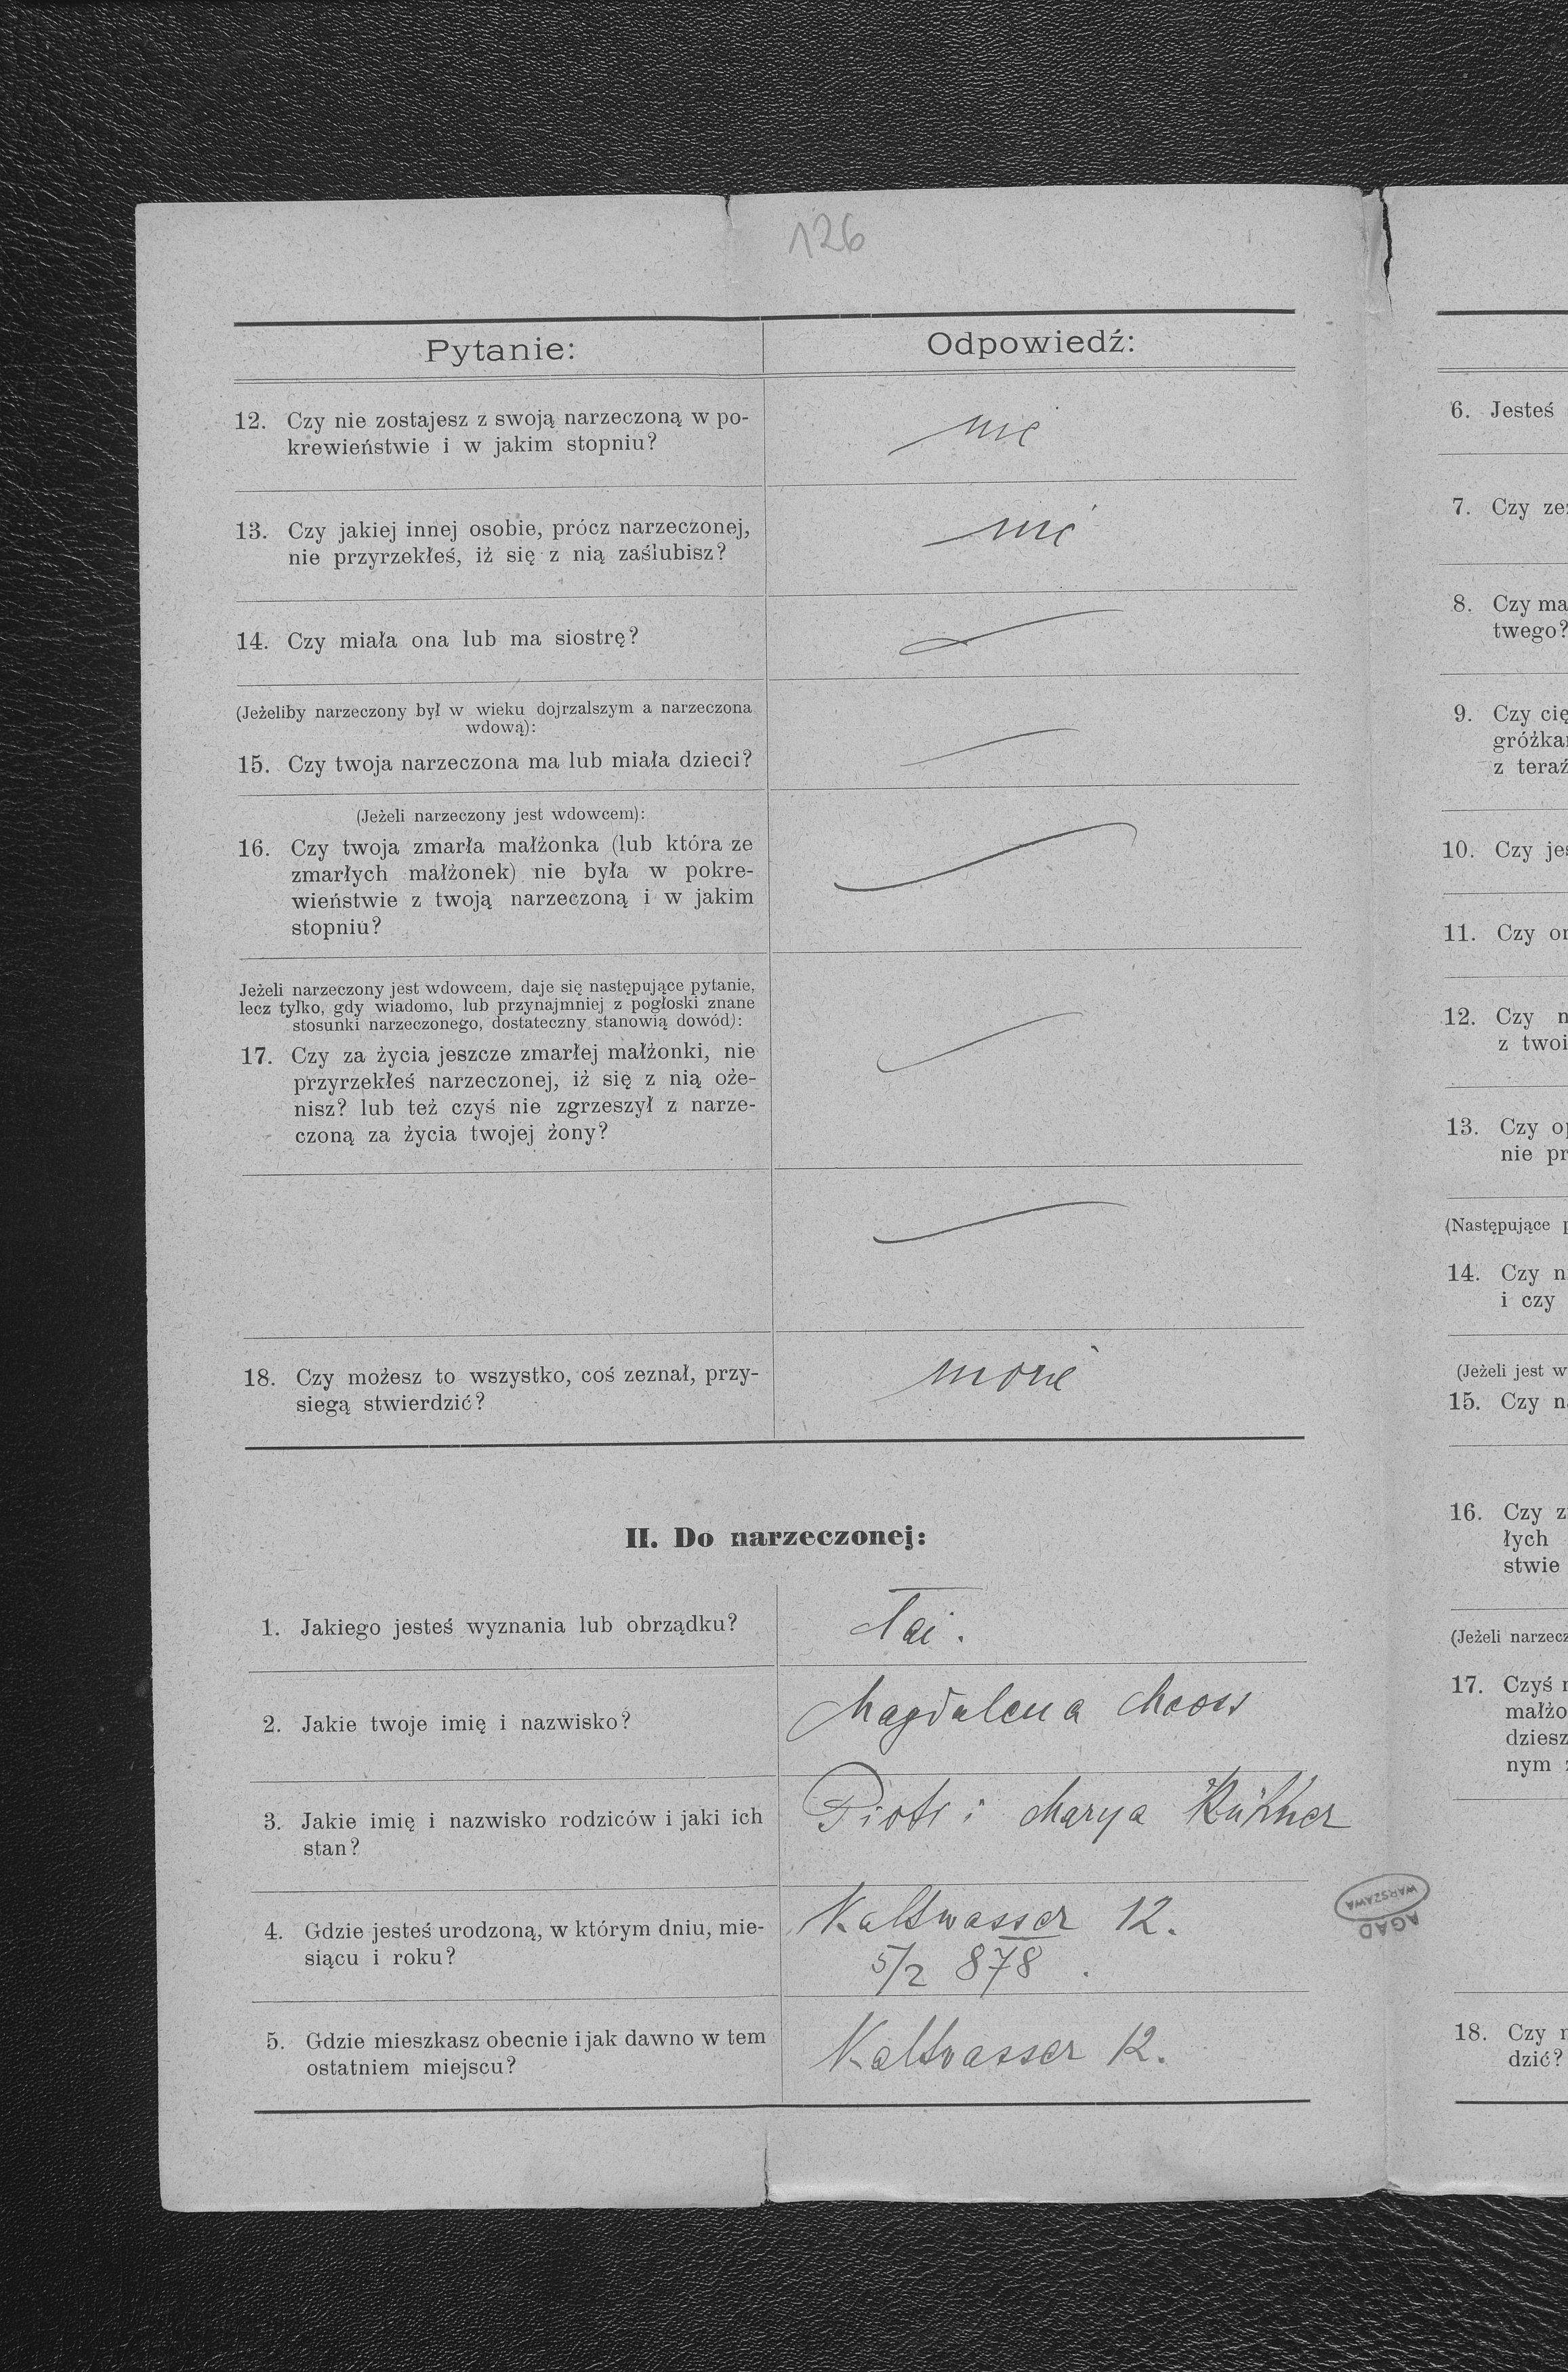 126
Pytanie:
Odpowiedź:
12. Czy nie zostajesz z swoją narzeczoną w po-
krewieństwie i w jakim stopniu?
nie
13. Czy jakiej innej osobie, prócz narzeczonej,
nie przyrzekłeś, iż się z nią zaślubisz?
nie
14. Czy miała ona lub ma siostrę?
(Jeżeliby narzeczony był w wieku dojrzalszym a narzeczona
wdową):
15. Czy twoja narzeczona ma lub miała dzieci?
(Jeżeli narzeczony jest wdowcem):
16. Czy twoja zmarła małżonka (lub która ze
zmarłych małżonek) nie była w pokre-
wieństwie z twoją narzeczoną i w jakim
stopniu?
Jeżeli narzeczony jest wdowcem, daje się następujące pytanie,
lecz tylko, gdy wiadomo, lub przynajmniej z pogłoski znane
stosunki narzeczonego, dostateczny stanowią dowód):
17. Czy za życia jeszcze zmarłej małżonki, nie
przyrzekłeś narzeczonej, iż się z nią oże-
nisz? lub też czyś nie zgrzeszył z narze-
czoną za życia twojej żony?
18. Czy możesz to wszystko, coś zeznał, przy-
siegą stwierdzić?
II. Do narzeczonej:
1. Jakiego jesteś wyznania lub obrządku?
2. Jakie twoje imię i nazwisko?
Magdalena Mooss
3. Jakie imię i nazwisko rodziców i jaki ich
stan?
Piotr i Marya
4. Gdzie jesteś urodzoną, w którym dniu, mie-
siącu i roku?
Kaltwasser 12.
5/2 878.
5. Gdzie mieszkasz obecnie i jak dawno w tem
ostatniem miejscu?
Kaltwasser 12.
AGAD
WARSZAWA
6. Jesteś
7. Czy ze
8. Czy ma
twego?
9. Czy cię
gróżka
z teraź
10. Czy je
11. Czy o
12. Czy n
z twoi
13. Czy o
nie pr
(Następujące
14. Czy n
i czy
(Jeżeli jest w
15. Czy n
16. Czy z
łych
stwie
(Jeżeli narzecz
17. Czyś
małżo
dziesz
nym
18. Czy
dzić?